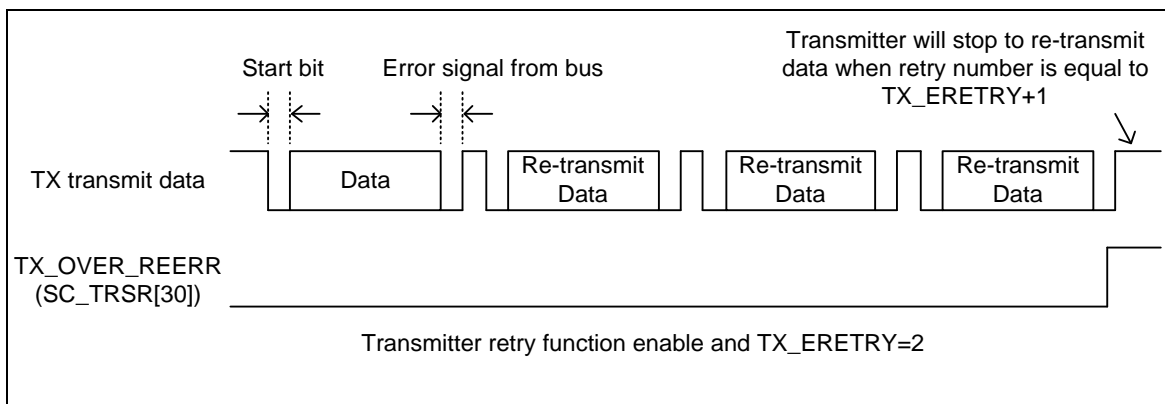 Transmitter will stop to re-transmit
data when retry number is equal to
TX_ERETRY+1
Start bit
Error signal from bus
TX transmit data
Data
Re-transmit
Data
Re-transmit
Data
Re-transmit
Data
TX_OVER_REERR
(SC_TRSR[30])
Transmitter retry function enable and TX_ERETRY=2